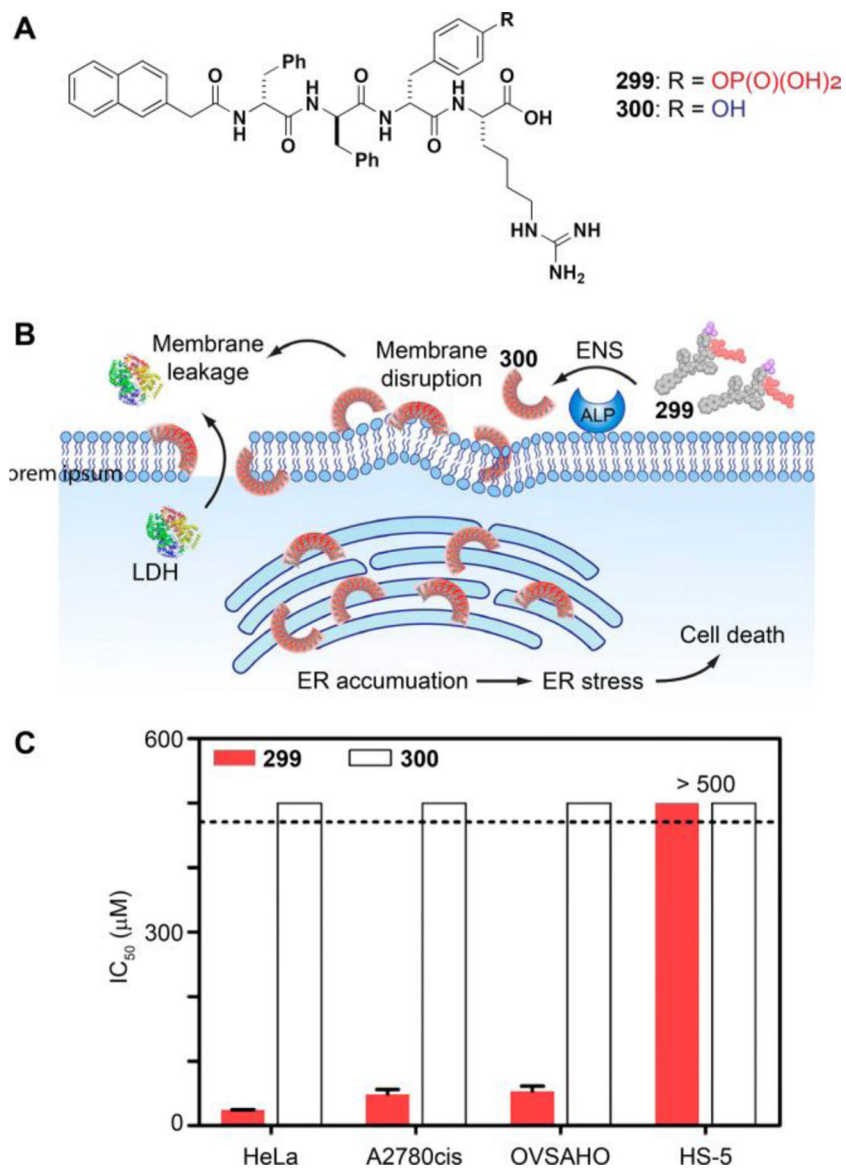 A
R
Ph
O
O
299: R = OP(O)(OH)2
300: R = OH
H
N
H
N
O
N
H
O
N
H
O
OH
O
Ph
HN
NH
NH2
B
Membrane
leakage
Membrane
disruption
300
ENS
ALP
299
orem ipsum
LDH
Cell death
ER accumuation
ER stress
C
600
299
300
> 500
300
IC50 (μM)
0
HeLa
A2780cis
OVSAHO
HS-5